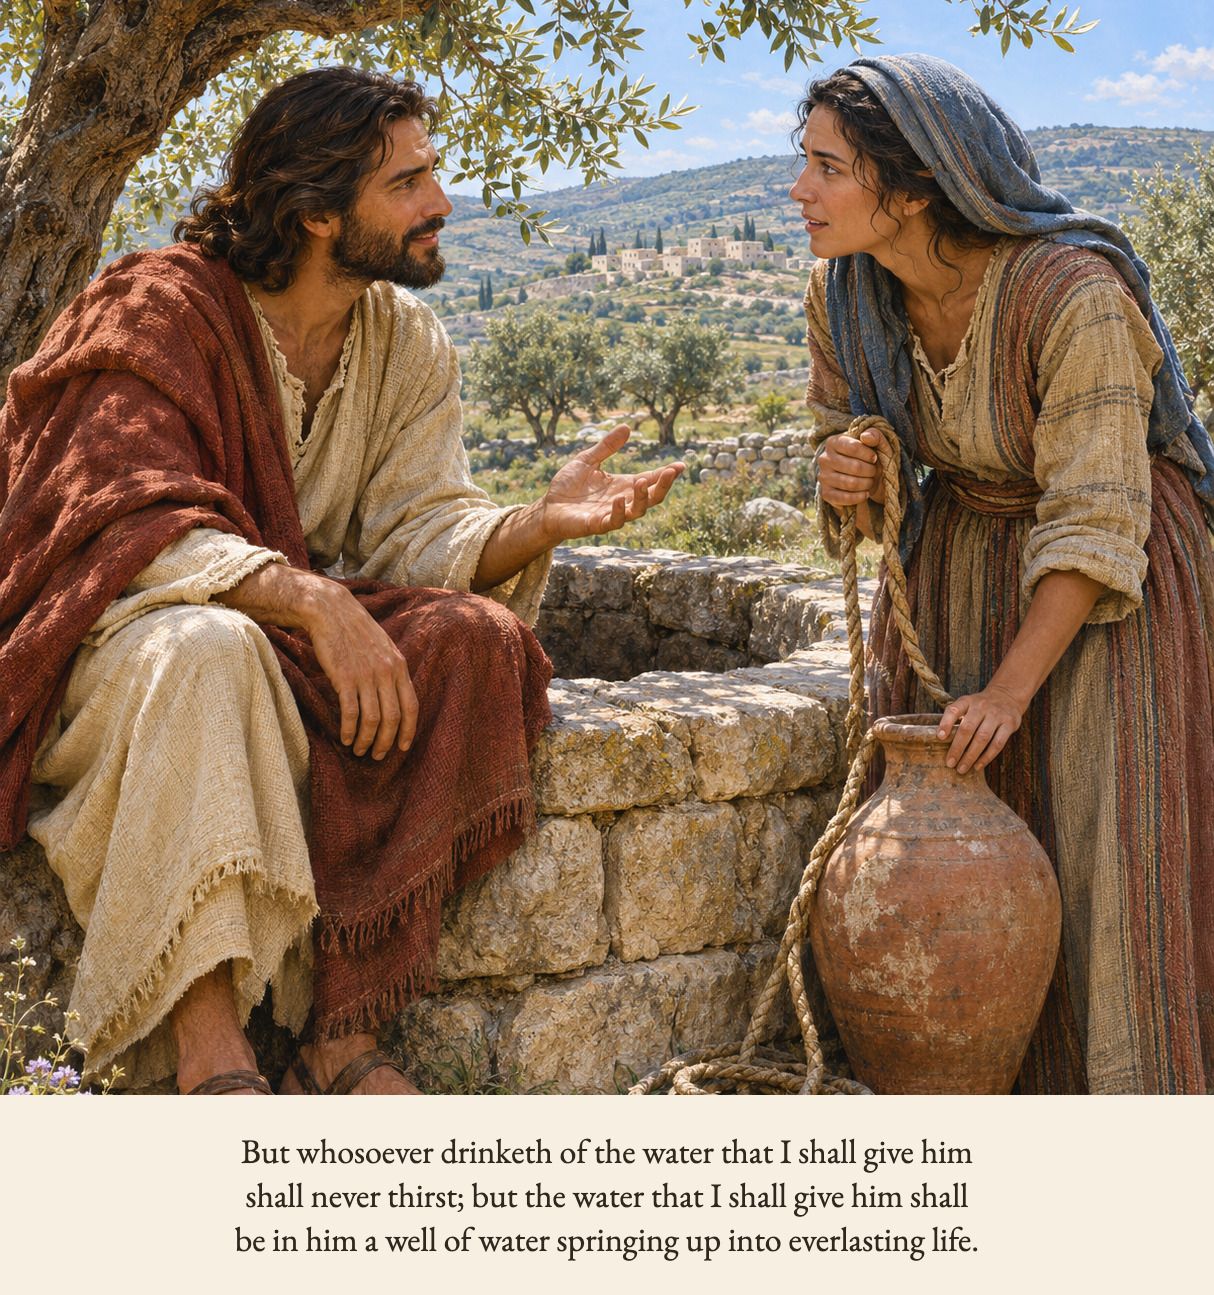 But whosoever drinketh of the water that I shall give him
shall never thirst; but the water that I shall give him shall
be in him a well of water springing up into everlasting life.